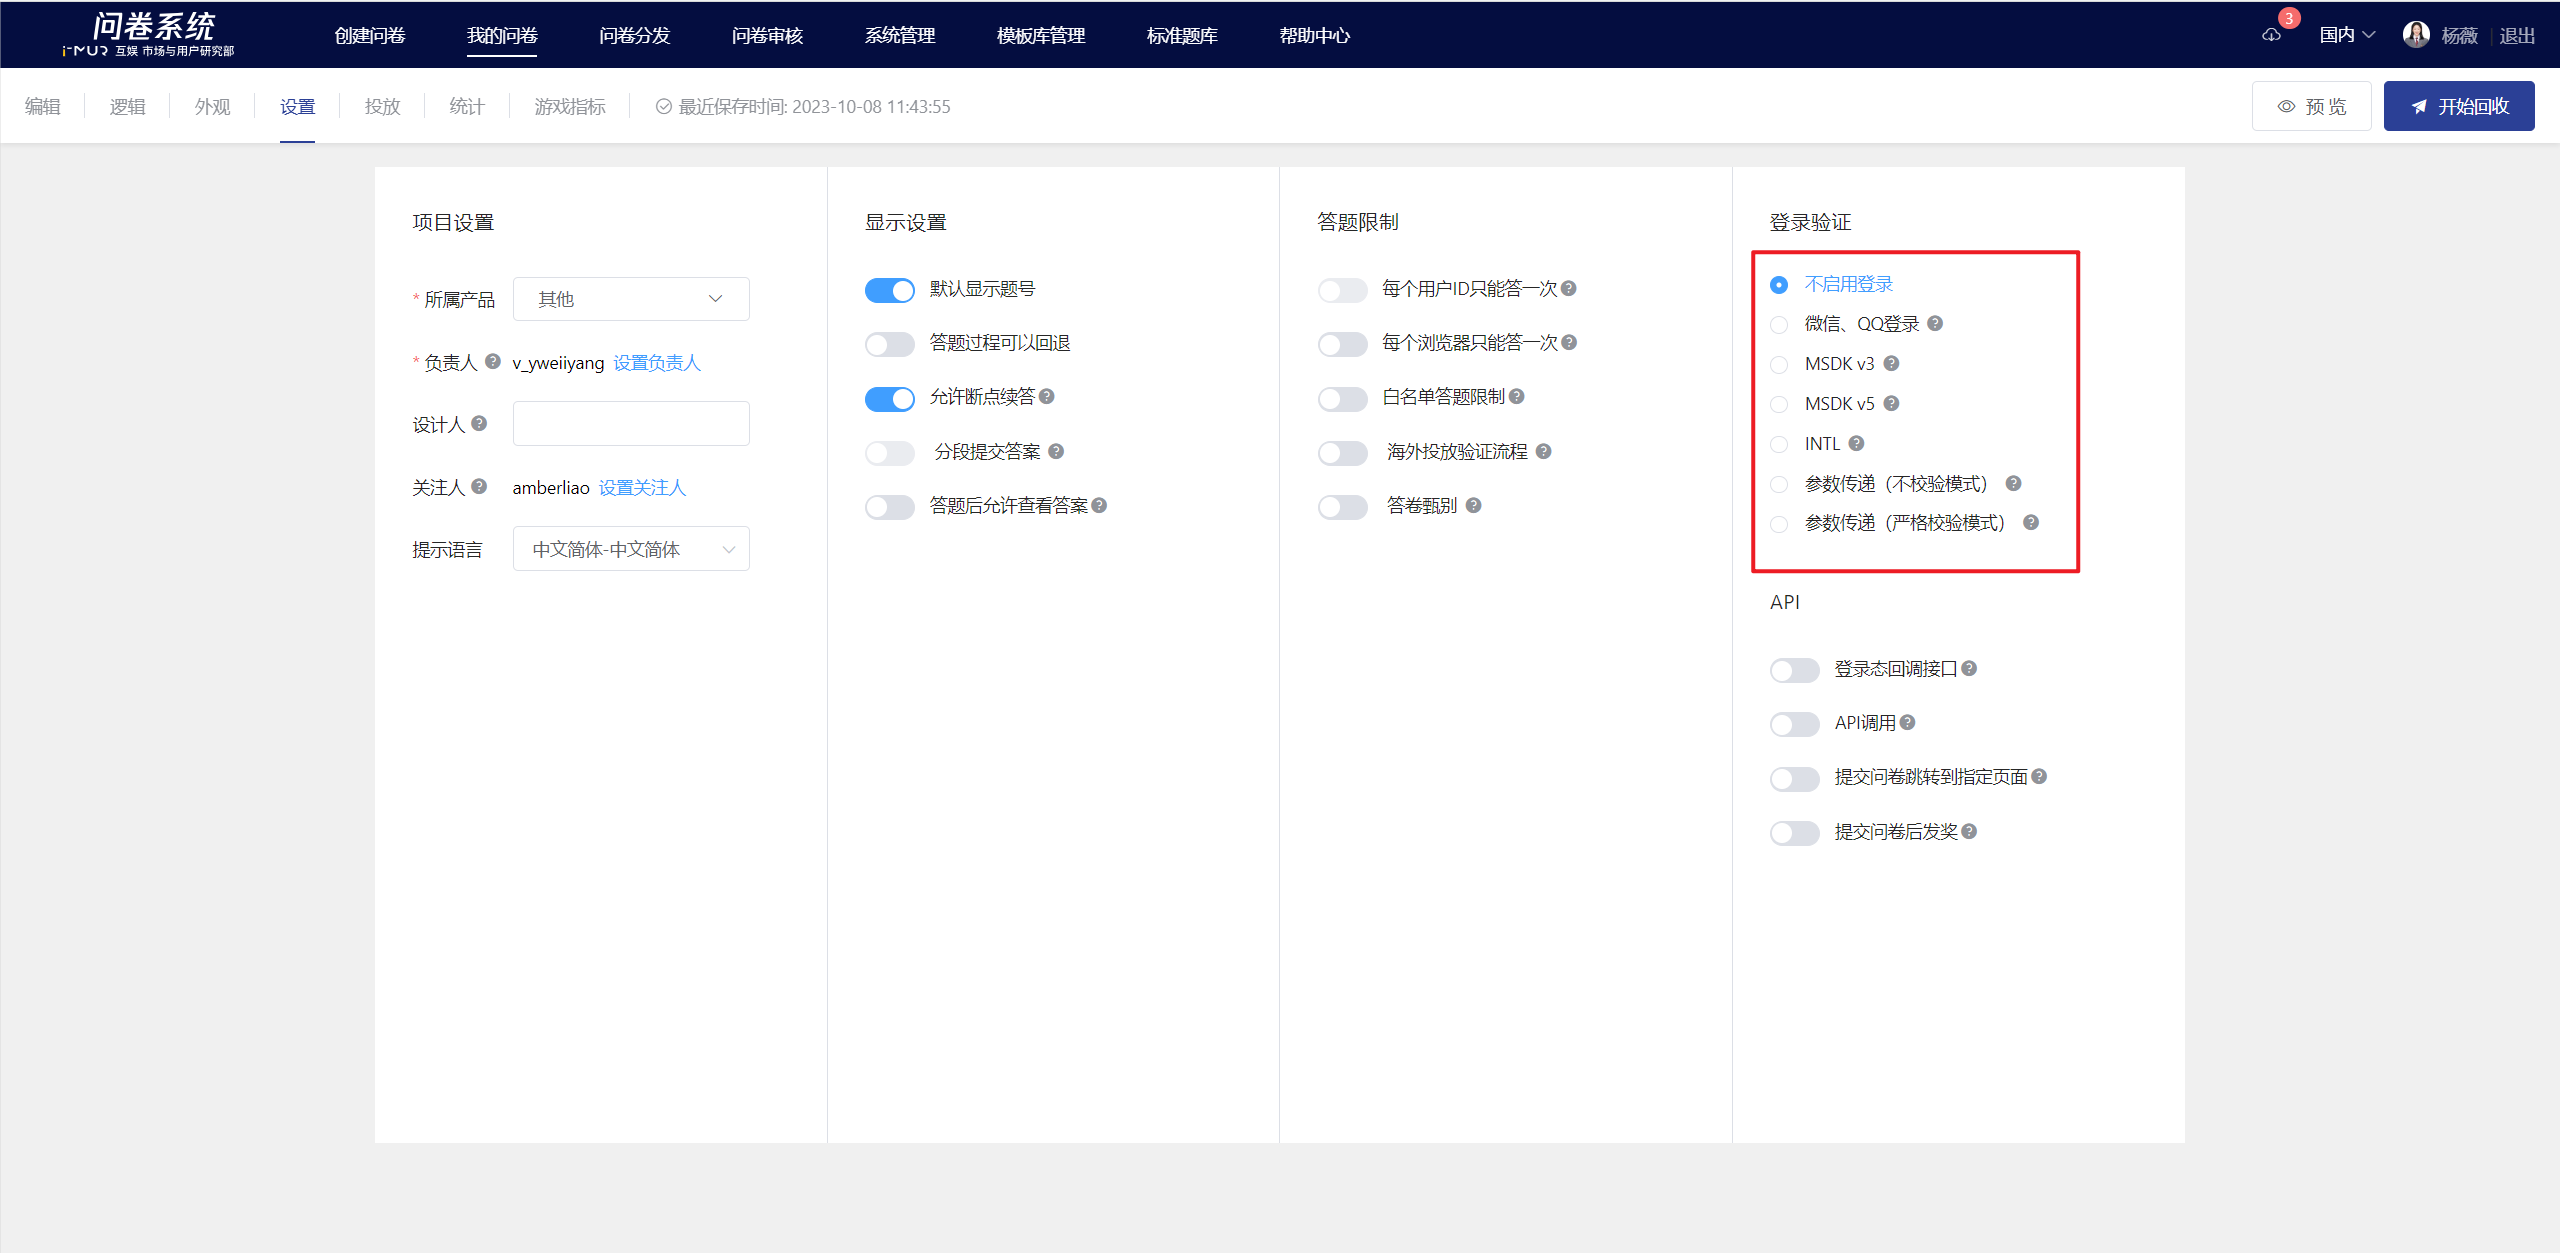 问卷系统
i-MUR 互娱 市场与用户研究部
创建问卷
我的问卷
问卷分发
问卷审核
系统管理
模板库管理
标准题库
帮助中心
3
国内
杨薇
退出
编辑
逻辑
外观
设置
投放
统计
游戏指标
最近保存时间: 2023-10-08 11:43:55
预 览
开始回收
项目设置
* 所属产品 其他
* 负责人 ? v_yweiiyang 设置负责人
设计人 ?
关注人 ? amberliao 设置关注人
提示语言 中文简体-中文简体
显示设置
默认显示题号
答题过程可以回退
允许断点续答 ?
分段提交答案 ?
答题后允许查看答案 ?
答题限制
每个用户ID只能答一次 ?
每个浏览器只能答一次 ?
白名单答题限制 ?
海外投放验证流程 ?
答卷甄别 ?
登录验证
不启用登录
微信、QQ登录 ?
MSDK v3 ?
MSDK v5 ?
INTL ?
参数传递（不校验模式） ?
参数传递（严格校验模式） ?
API
登录态回调接口 ?
API调用 ?
提交问卷跳转到指定页面 ?
提交问卷后发奖 ?